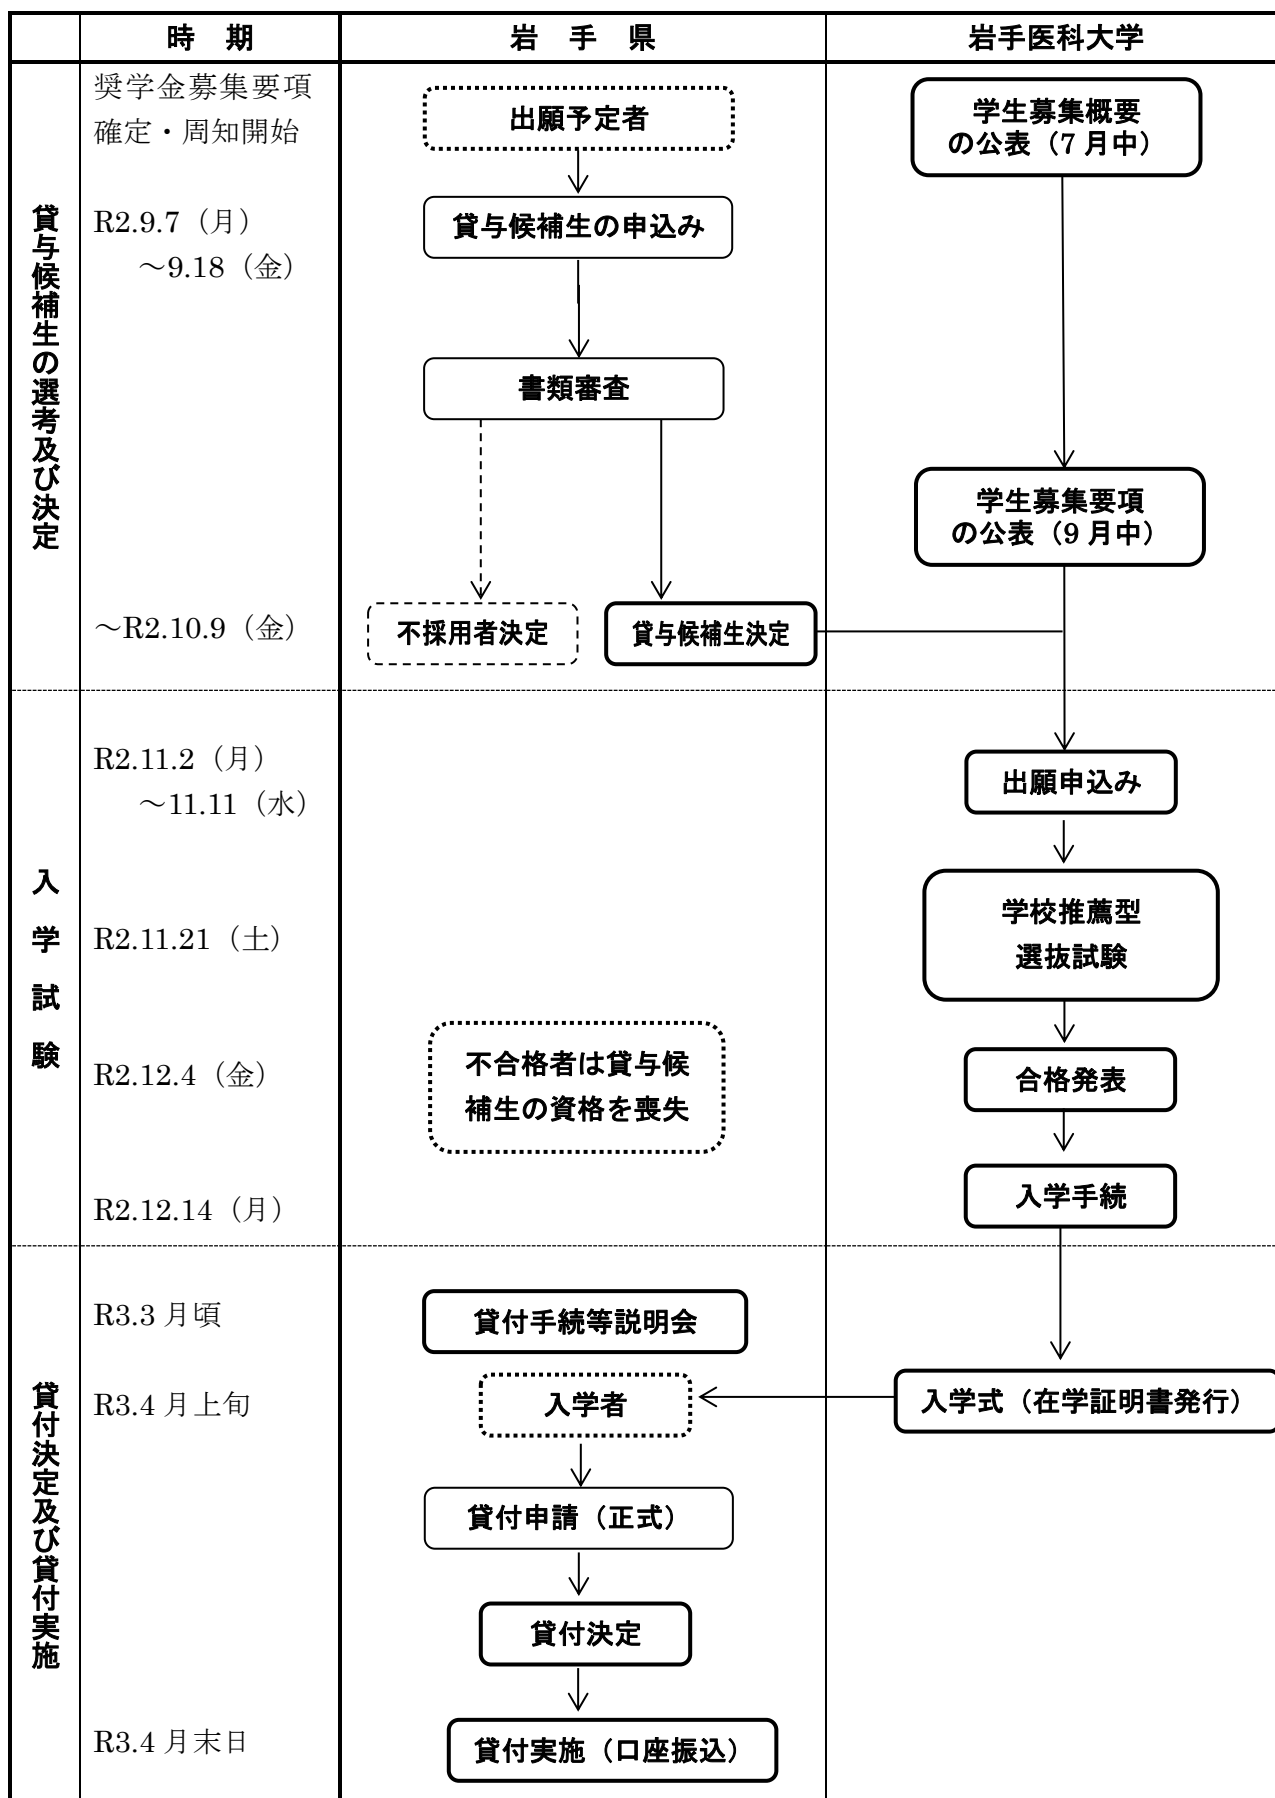 時　期
岩　手　県
岩手医科大学
貸与候補生の選考及び決定
奨学金募集要項
確定・周知開始
出願予定者
学生募集概要
の公表（7 月中）
R2.9.7（月）
～9.18（金）
貸与候補生の申込み
書類審査
学生募集要項
の公表（9 月中）
～R2.10.9（金）
不採用者決定
貸与候補生決定
入学試験
R2.11.2（月）
～11.11（水）
出願申込み
R2.11.21（土）
学校推薦型
選抜試験
R2.12.4（金）
不合格者は貸与候
補生の資格を喪失
合格発表
R2.12.14（月）
入学手続
貸付決定及び貸付実施
R3.3 月頃
貸付手続等説明会
R3.4 月上旬
入学者
入学式（在学証明書発行）
貸付申請（正式）
貸付決定
R3.4 月末日
貸付実施（口座振込）